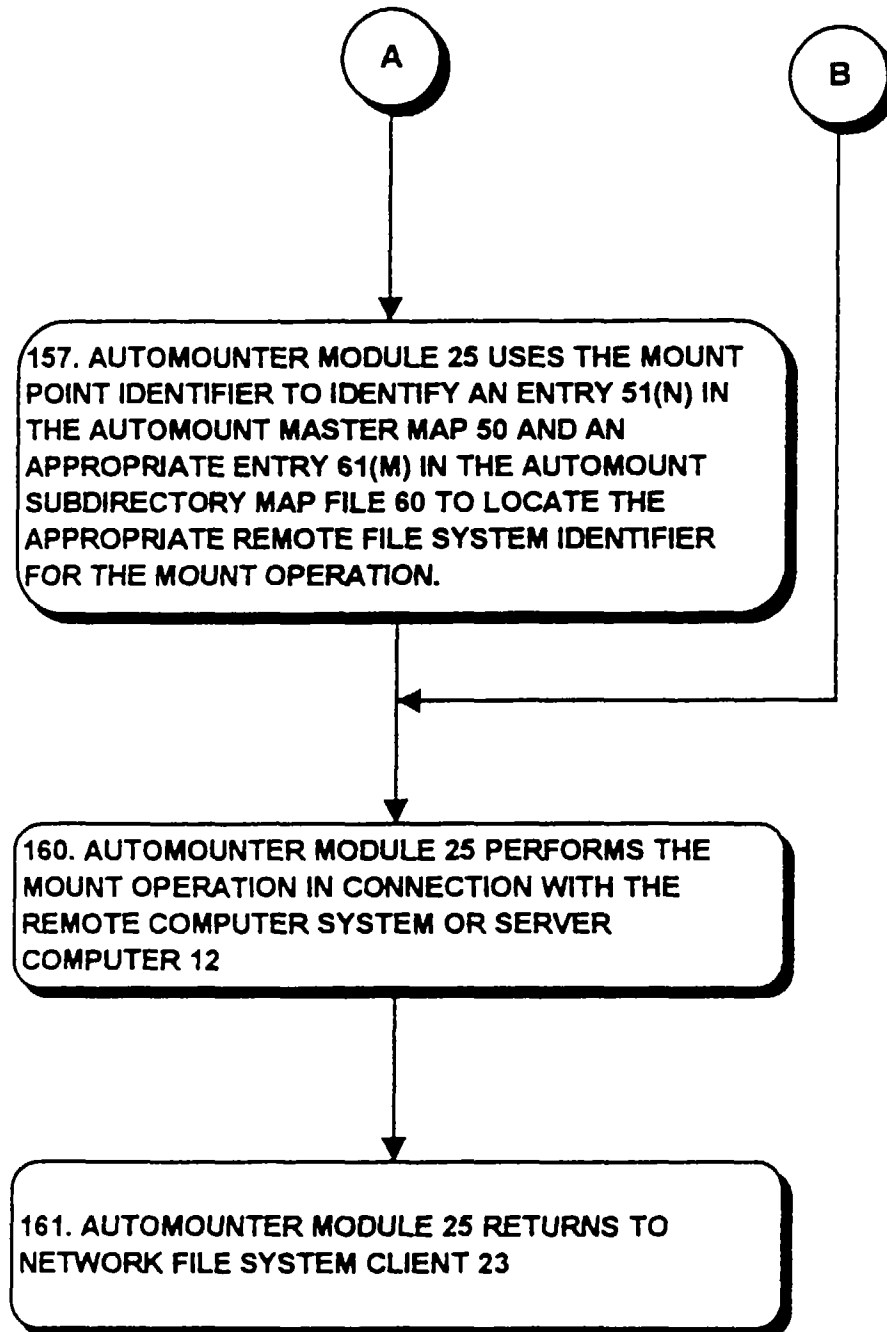 A
B
157. AUTOMOUNTER MODULE 25 USES THE MOUNT
POINT IDENTIFIER TO IDENTIFY AN ENTRY 51(N) IN
THE AUTOMOUNT MASTER MAP 50 AND AN
APPROPRIATE ENTRY 61(M) IN THE AUTOMOUNT
SUBDIRECTORY MAP FILE 60 TO LOCATE THE
APPROPRIATE REMOTE FILE SYSTEM IDENTIFIER
FOR THE MOUNT OPERATION.
160. AUTOMOUNTER MODULE 25 PERFORMS THE
MOUNT OPERATION IN CONNECTION WITH THE
REMOTE COMPUTER SYSTEM OR SERVER
COMPUTER 12
161. AUTOMOUNTER MODULE 25 RETURNS TO
NETWORK FILE SYSTEM CLIENT 23